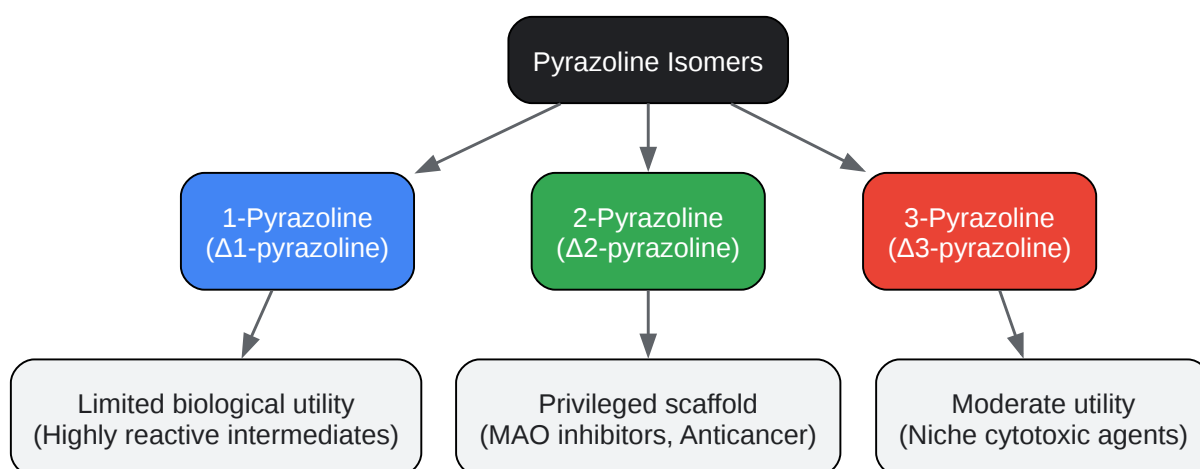 Pyrazoline Isomers
1-Pyrazoline
(Δ1-pyrazoline)
2-Pyrazoline
(Δ2-pyrazoline)
3-Pyrazoline
(Δ3-pyrazoline)
Limited biological utility
(Highly reactive intermediates)
Privileged scaffold
(MAO inhibitors, Anticancer)
Moderate utility
(Niche cytotoxic agents)